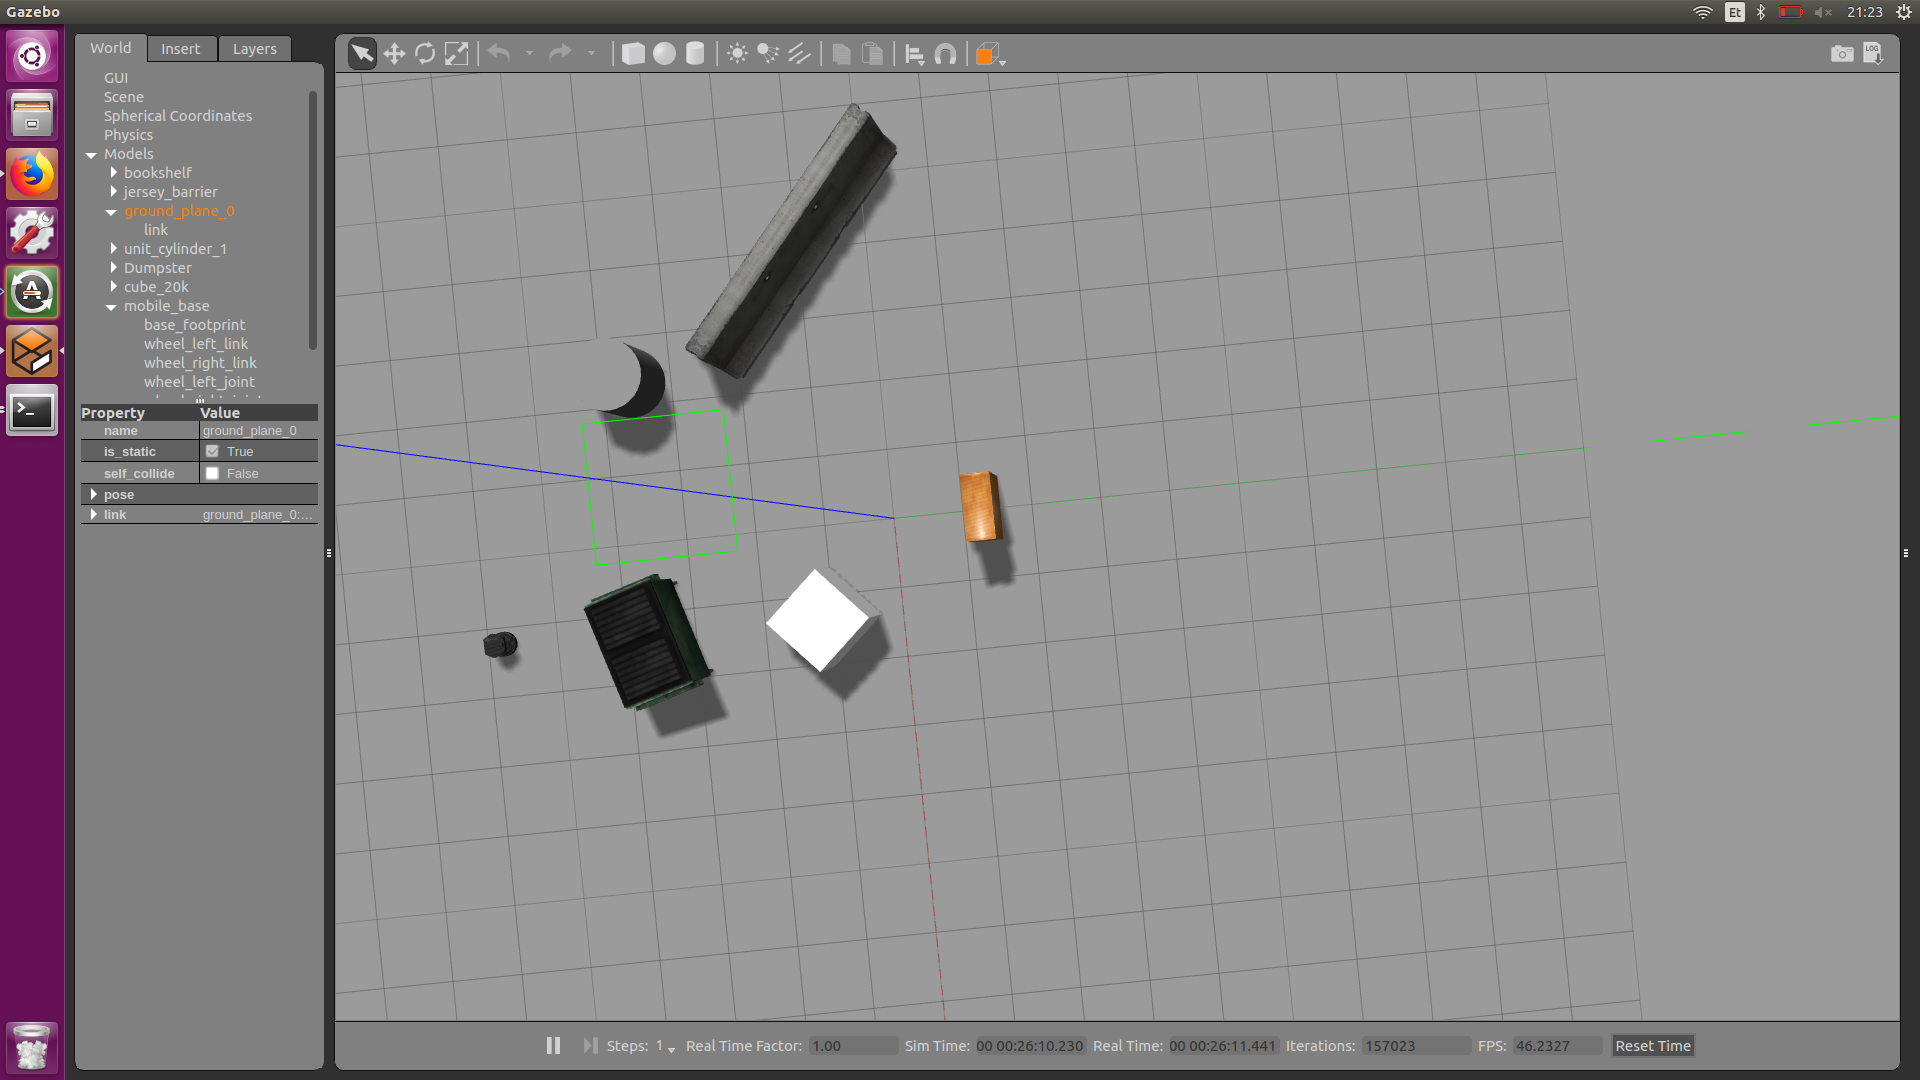 Gazebo
Et
21:23
World Insert Layers
LOG
GUI
Scene
Spherical Coordinates
Physics
Models
bookshelf
jersey_barrier
ground_plane_0
link
unit_cylinder_1
Dumpster
cube_20k
mobile_base
base_footprint
wheel_left_link
wheel_right_link
wheel_left_joint
Property Value
name ground_plane_0
is_static True
self_collide False
pose
link ground_plane_0:...
Steps: 1 Real Time Factor: 1.00 Sim Time: 00 00:26:10.230 Real Time: 00 00:26:11.441 Iterations: 157023 FPS: 46.2327 Reset Time